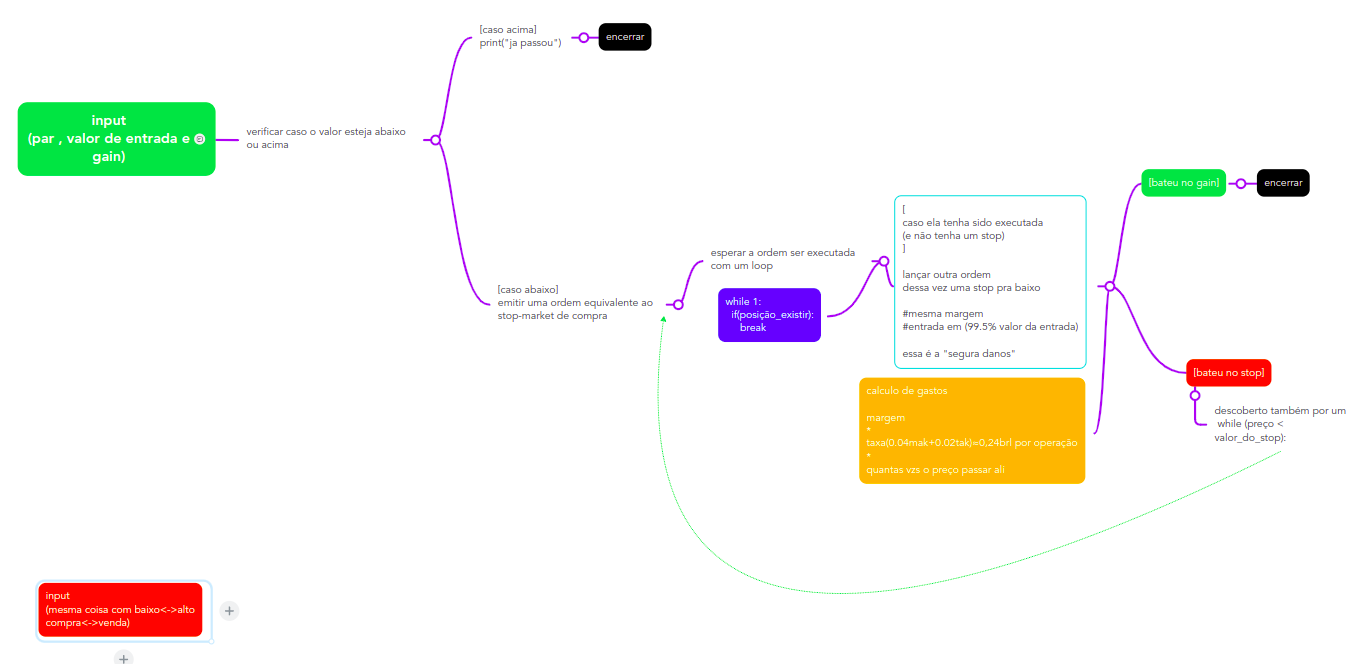 [caso acima]
print("ja passou")
encerrar
input
(par , valor de entrada e
gain)
verificar caso o valor esteja abaixo
ou acima
[caso abaixo]
emitir uma ordem equivalente ao
stop-market de compra
esperar a ordem ser executada
com um loop
while 1:
if(posição_existir):
break
[
caso ela tenha sido executada
(e não tenha um stop)
]
lançar outra ordem
dessa vez uma stop pra baixo
#mesma margem
#entrada em (99.5% valor da entrada)
essa é a "segura danos"
calculo de gastos
margem
*
taxa(0.04mak+0.02tak)=0,24brl por operação
*
quantas vzs o preço passar alí
[bateu no gain]
encerrar
[bateu no stop]
descoberto também por um
while (preço <
valor_do_stop):
input
(mesma coisa com baixo<->alto
compra<->venda)